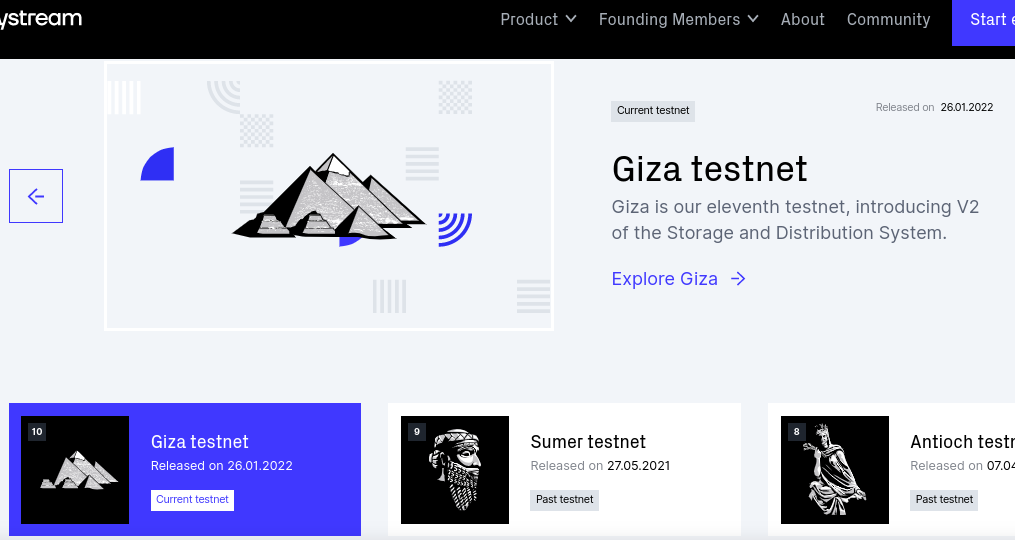 ystream
Product Founding Members About Community Start
Current testnet Released on 26.01.2022
Giza testnet
Giza is our eleventh testnet, introducing V2
of the Storage and Distribution System.
Explore Giza
10
Giza testnet
Released on 26.01.2022
Current testnet
9
Sumer testnet
Released on 27.05.2021
Past testnet
8
Antioch testn
Released on 07.04
Past testnet